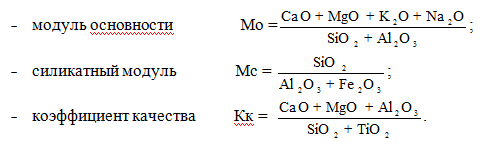 – модуль основности Мо = (CaO + MgO + K₂O + Na₂O) / (SiO₂ + Al₂O₃) ;
– силикатный модуль Мс = SiO₂ / (Al₂O₃ + Fe₂O₃) ;
– коэффициент качества Кк = (CaO + MgO + Al₂O₃) / (SiO₂ + TiO₂) .